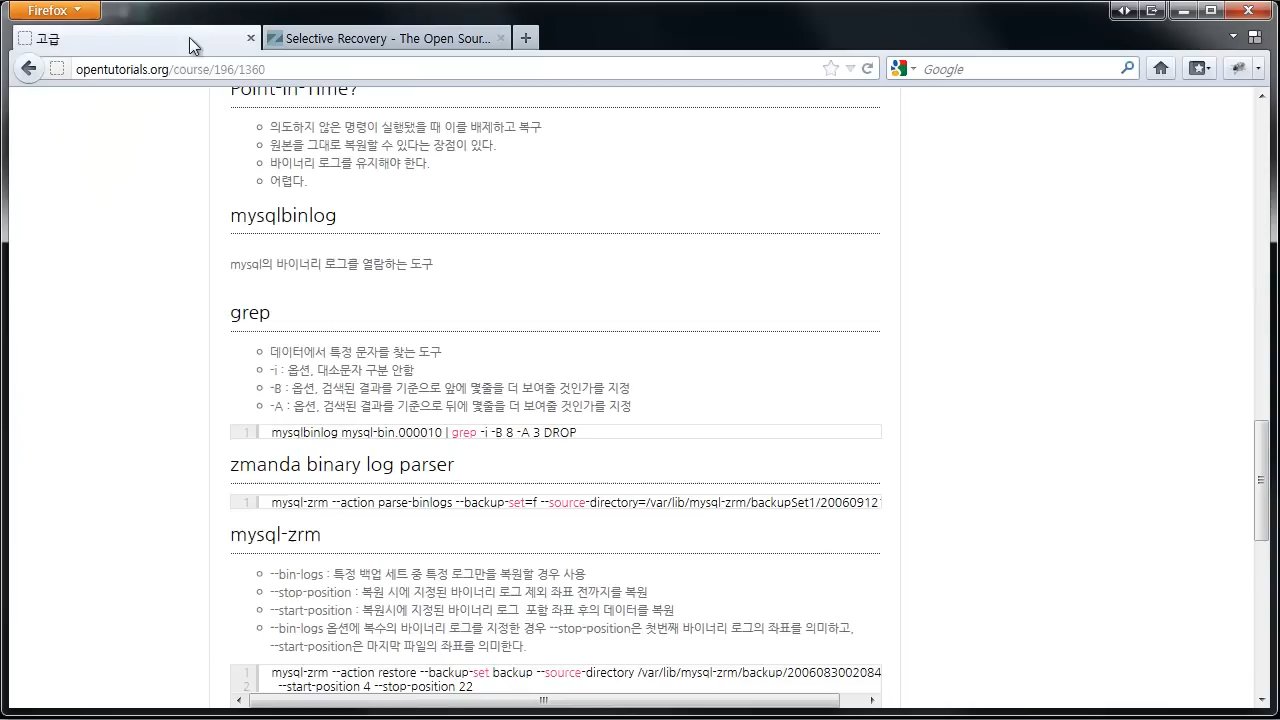 Firefox
고급
Selective Recovery - The Open Sour...
opentutorials.org/course/196/1360
Google
Point-in-Time?
의도하지 않은 명령이 실행됐을 때 이를 배제하고 복구
원본을 그대로 복원할 수 있다는 장점이 있다.
바이너리 로그를 유지해야 한다.
어렵다.
mysqlbinlog
mysql의 바이너리 로그를 열람하는 도구
grep
데이터에서 특정 문자를 찾는 도구
-i : 옵션, 대소문자 구분 안함
-B : 옵션, 검색된 결과를 기준으로 앞에 몇줄을 더 보여줄 것인가를 지정
-A : 옵션, 검색된 결과를 기준으로 뒤에 몇줄을 더 보여줄 것인가를 지정
1 mysqlbinlog mysql-bin.000010 | grep -i -B 8 -A 3 DROP
zmanda binary log parser
1 mysql-zrm --action parse-binlogs --backup-set=f --source-directory=/var/lib/mysql-zrm/backupSet1/20060912
mysql-zrm
--bin-logs : 특정 백업 세트 중 특정 로그만을 복원할 경우 사용
--stop-position : 복원 시에 지정된 바이너리 로그 제외 좌표 전까지를 복원
--start-position : 복원시에 지정된 바이너리 로그 포함 좌표 후의 데이터를 복원
--bin-logs 옵션에 복수의 바이너리 로그를 지정한 경우 --stop-position은 첫번째 바이너리 로그의 좌표를 의미하고,
--start-position은 마지막 파일의 좌표를 의미한다.
1 mysql-zrm --action restore --backup-set backup --source-directory /var/lib/mysql-zrm/backup/2006083002084
2 --start-position 4 --stop-position 22